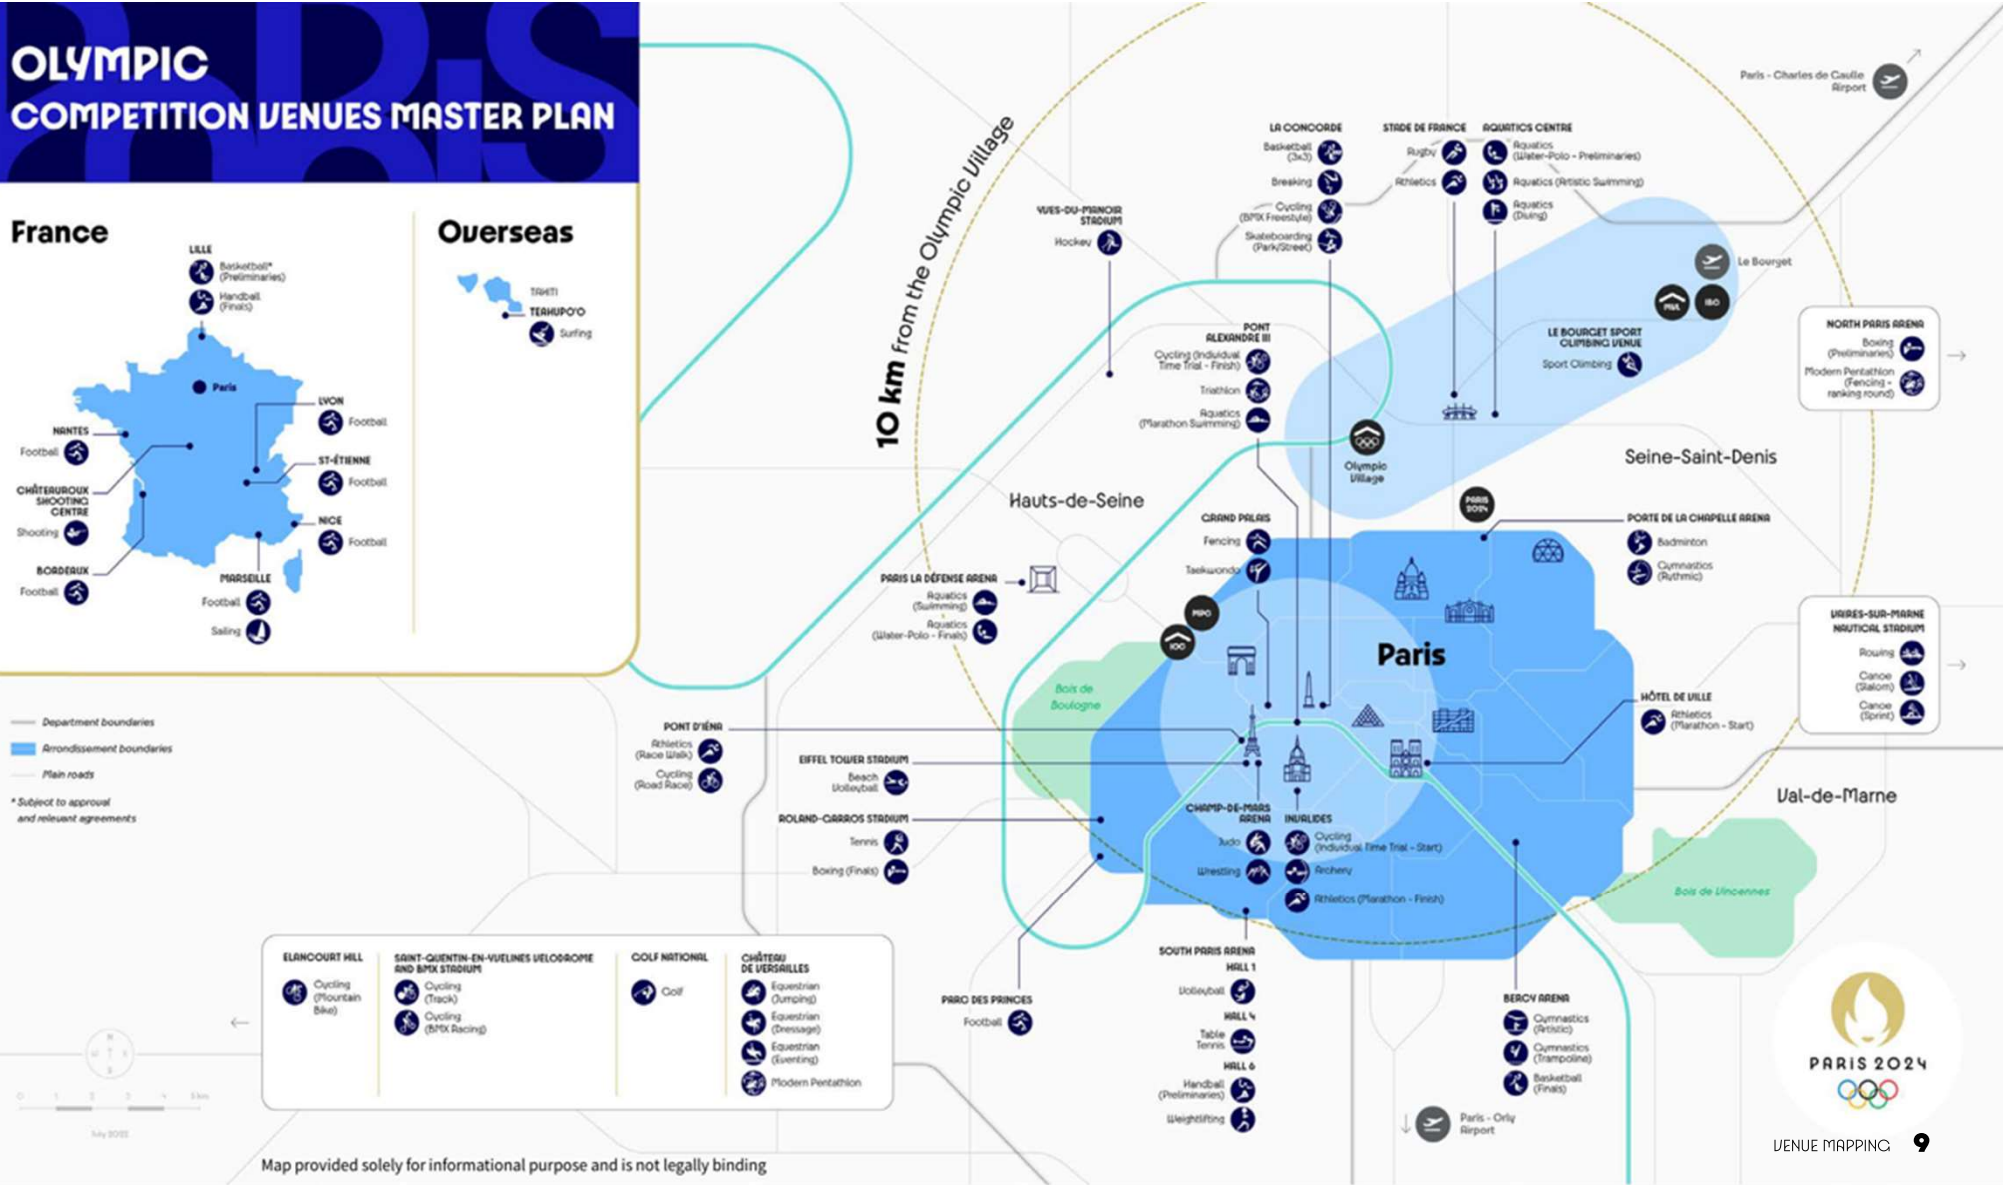 OLYMPIC
COMPETITION VENUES MASTER PLAN
France
LILLE
Basketball*
(Preliminaries)
Handball
(Finals)
Paris
LYON
Football
NANTES
Football
ST-ÉTIENNE
Football
CHÂTEAUROUX
SHOOTING
CENTRE
Shooting
NICE
Football
BORDEAUX
Football
MARSEILLE
Football
Sailing
Overseas
TAHITI
TEAHUPO'O
Surfing
Department boundaries
Arrondissement boundaries
Main roads
* Subject to approval
and relevant agreements
10 km from the Olympic Village
Paris - Charles de Gaulle
Airport
YVES-DU-MANOIR
STADIUM
Hockey
LA CONCORDE
Basketball
(3x3)
Breaking
Cycling
(BMX Freestyle)
Skateboarding
(Park/Street)
STADE DE FRANCE
Rugby
Athletics
AQUATICS CENTRE
Aquatics
(Water-Polo - Preliminaries)
Aquatics (Artistic Swimming)
Aquatics
(Diving)
Le Bourget
IBC
LE BOURGET SPORT
CLIMBING VENUE
Sport Climbing
PONT
ALEXANDRE III
Cycling (Individual
Time Trial - Finish)
Triathlon
Aquatics
(Marathon Swimming)
NORTH PARIS ARENA
Boxing
(Preliminaries)
Modern Pentathlon
(Fencing -
ranking round)
Olympic
Village
Seine-Saint-Denis
Hauts-de-Seine
PARIS
2024
GRAND PALAIS
Fencing
Taekwondo
PORTE DE LA CHAPELLE ARENA
Badminton
Gymnastics
(Rythmic)
PARIS LA DÉFENSE ARENA
Aquatics
(Swimming)
Aquatics
(Water-Polo - Finals)
MPC
IOC
Paris
VAIRES-SUR-MARNE
NAUTICAL STADIUM
Rowing
Canoe
(Slalom)
Canoe
(Sprint)
Bois de
Boulogne
HÔTEL DE VILLE
Athletics
(Marathon - Start)
PONT D'IÉNA
Athletics
(Race Walk)
Cycling
(Road Race)
EIFFEL TOWER STADIUM
Beach
Volleyball
ROLAND-GARROS STADIUM
Tennis
Boxing (Finals)
CHAMP-DE-MARS
ARENA
Judo
Wrestling
INVALIDES
Cycling
(Individual Time Trial - Start)
Archery
Athletics (Marathon - Finish)
Val-de-Marne
Bois de Vincennes
ELANCOURT HILL
Cycling
(Mountain
Bike)
SAINT-QUENTIN-EN-YVELINES VELODROME
AND BMX STADIUM
Cycling
(Track)
Cycling
(BMX Racing)
GOLF NATIONAL
Golf
CHÂTEAU
DE VERSAILLES
Equestrian
(Jumping)
Equestrian
(Dressage)
Equestrian
(Eventing)
Modern Pentathlon
PARC DES PRINCES
Football
SOUTH PARIS ARENA
HALL 1
Volleyball
HALL 4
Table
Tennis
HALL 6
Handball
(Preliminaries)
Weightlifting
BERCY ARENA
Gymnastics
(Artistic)
Gymnastics
(Trampoline)
Basketball
(Finals)
Paris - Orly
Airport
0 1 2 3 4 5 km
July 2022
PARIS 2024
VENUE MAPPING 9
Map provided solely for informational purpose and is not legally binding